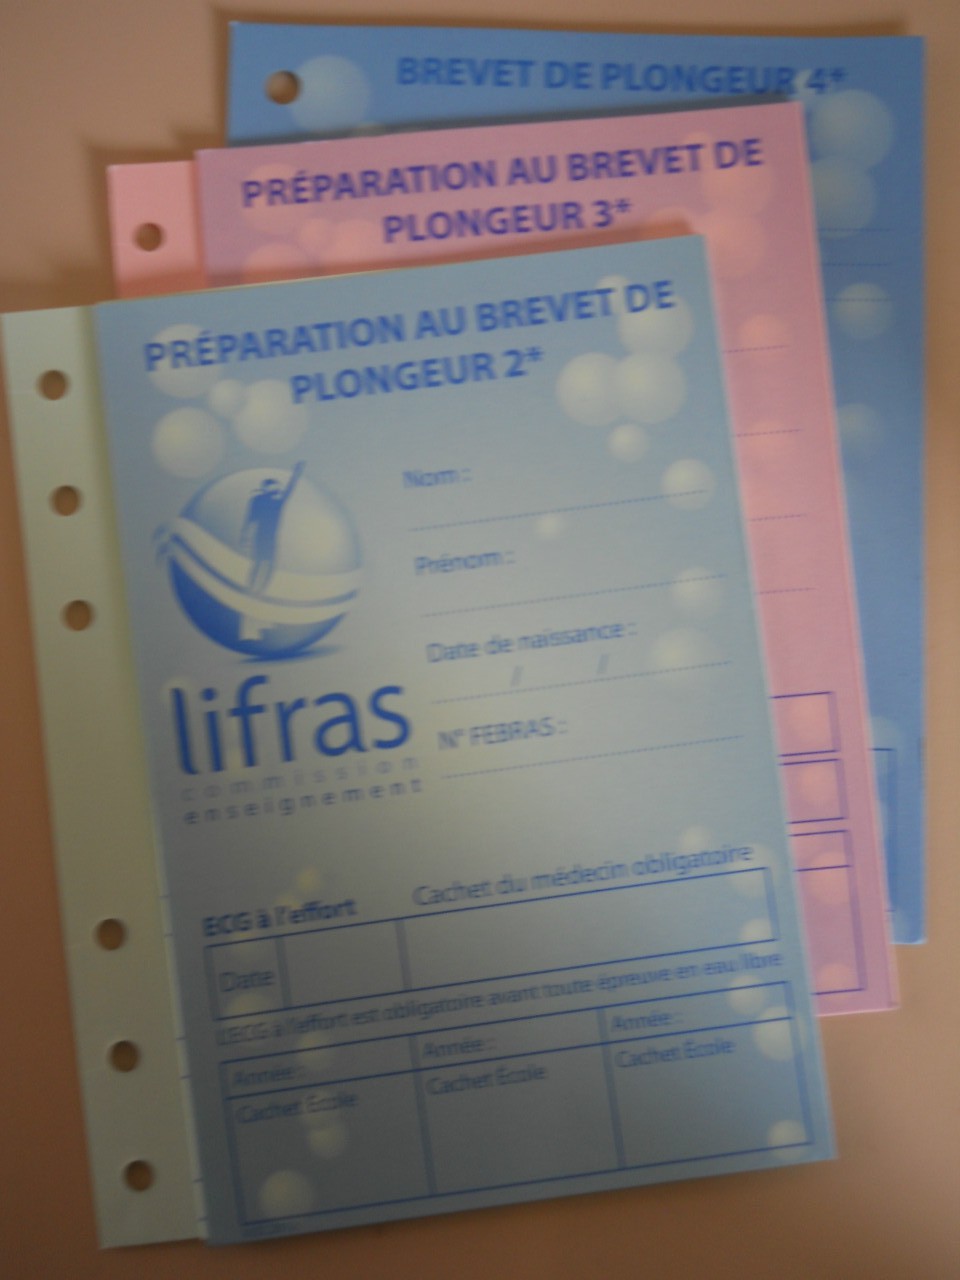 BREVET DE PLONGEUR 4*
PRÉPARATION AU BREVET DE
PLONGEUR 3*
PRÉPARATION AU BREVET DE
PLONGEUR 2*
Nom :
Prénom :
Date de naissance :
/ /
N° FEBRAS :
lifras
commission
enseignement
ECG à l'effort
Cachet du médecin obligatoire
Date
L'ECG à l'effort est obligatoire avant toute épreuve en eau libre
Année :
Année :
Année :
Cachet Ecole
Cachet Ecole
Cachet Ecole